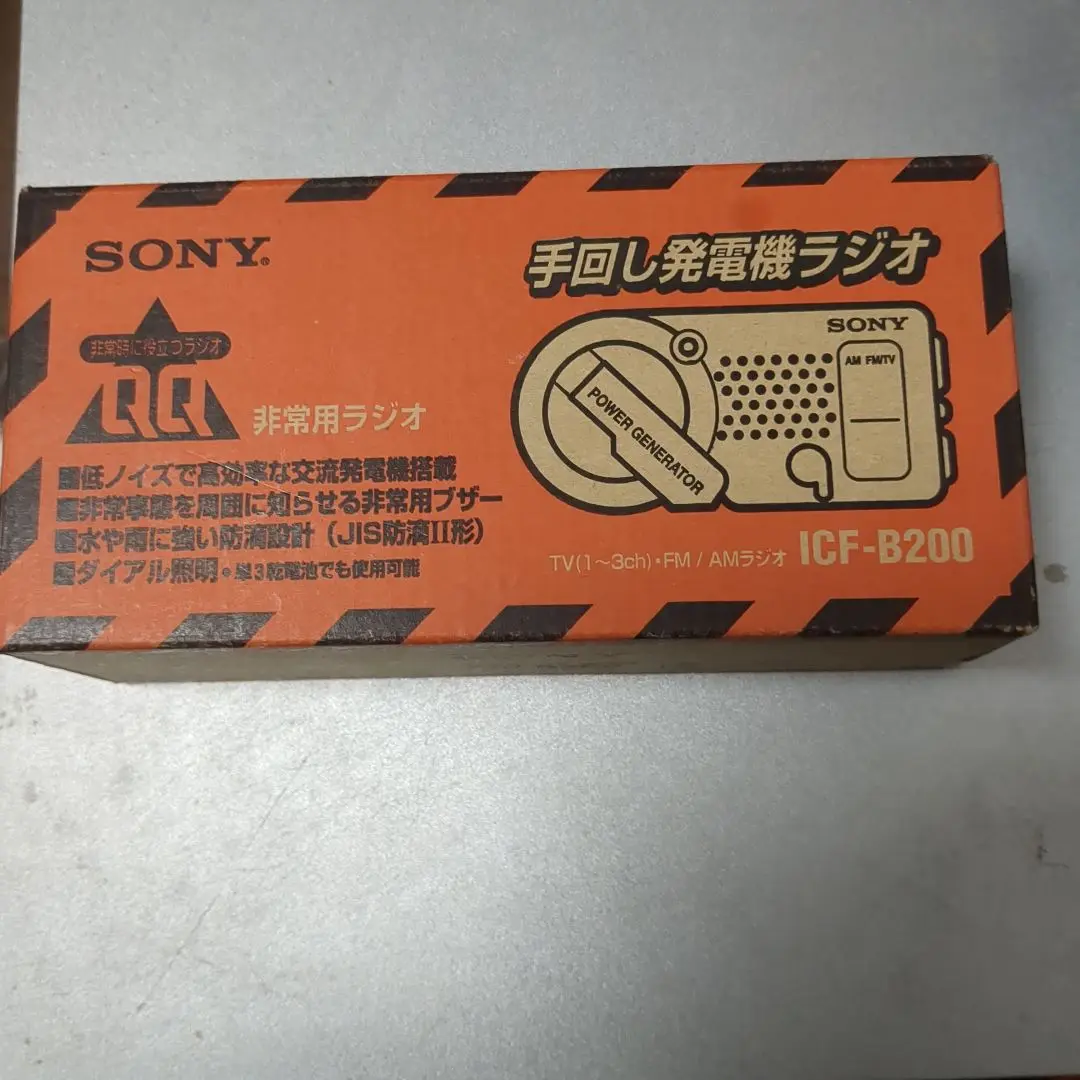 SONY®
手回し発電機ラジオ
非常時に役立つラジオ
QQ
非常用ラジオ
■低ノイズで高効率な交流発電機搭載
■非常事態を周囲に知らせる非常用ブザー
■水や雨に強い防滴設計（JIS防滴II形）
■ダイアル照明・単3乾電池でも使用可能
SONY
AM FM/TV
POWER GENERATOR
TV(1〜3ch)・FM / AMラジオ ICF-B200